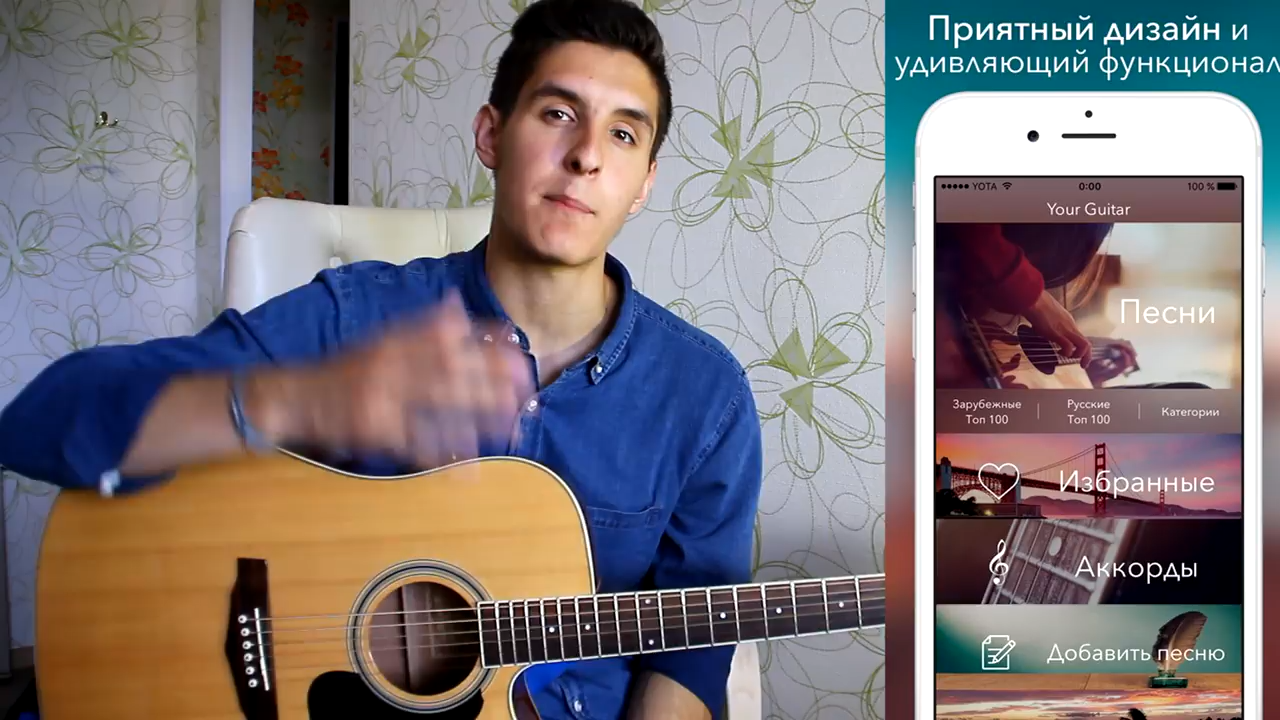 Приятный дизайн и
удивляющий функционал
YOTA 0:00 100 %
Your Guitar
Песни
Зарубежные Топ 100
Русские Топ 100
Категории
Избранные
Аккорды
Добавить песню